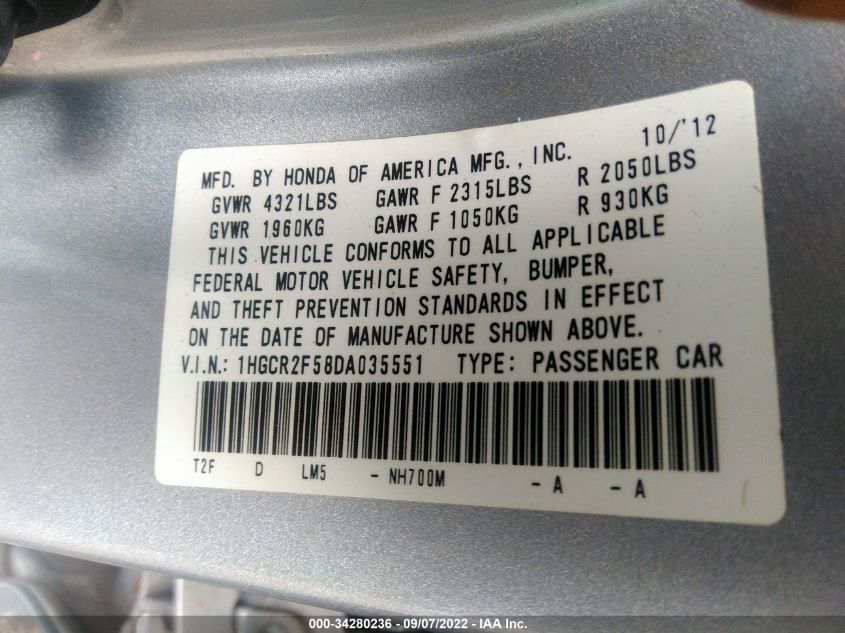 10/'12
MFD. BY HONDA OF AMERICA MFG., INC.
GVWR 4321LBS GAWR F 2315LBS R 2050LBS
GVWR 1960KG GAWR F 1050KG R 930KG
THIS VEHICLE CONFORMS TO ALL APPLICABLE
FEDERAL MOTOR VEHICLE SAFETY, BUMPER,
AND THEFT PREVENTION STANDARDS IN EFFECT
ON THE DATE OF MANUFACTURE SHOWN ABOVE.
V.I.N.: 1HGCR2F58DA035551 TYPE: PASSENGER CAR
T2F D LM5 - NH700M - A - A
000-34280236 - 09/07/2022 - IAA Inc.